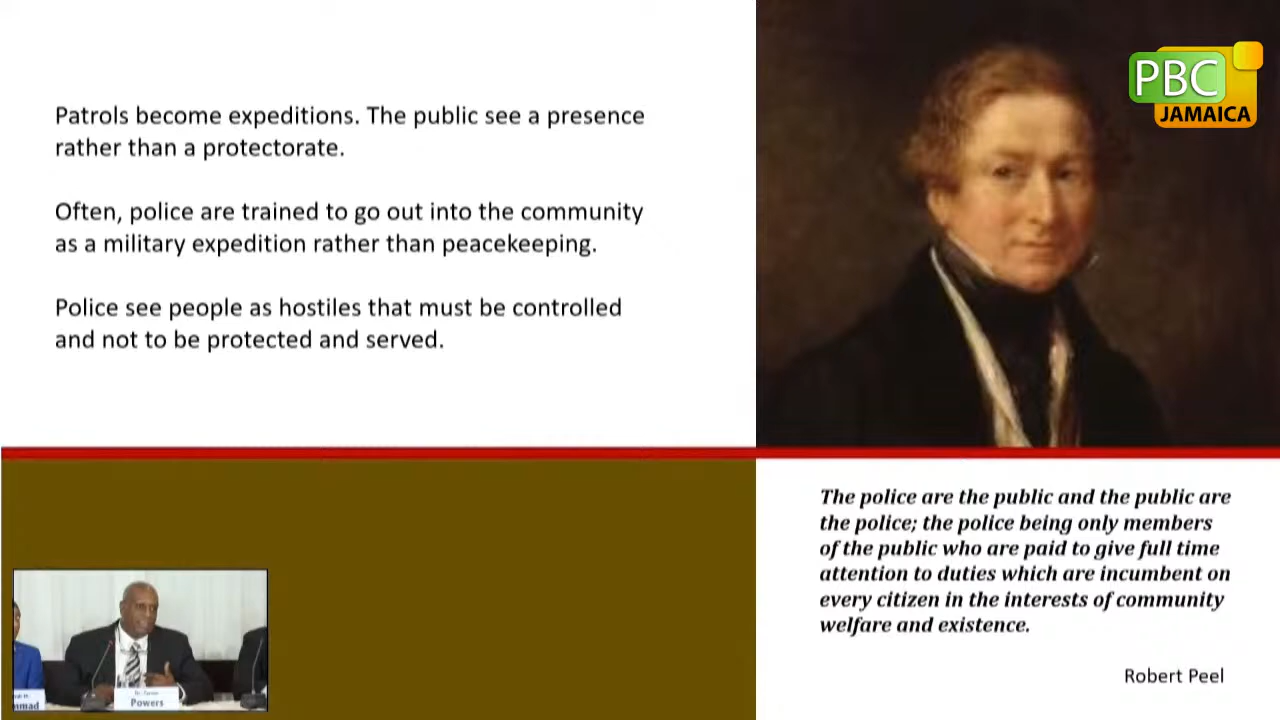 Patrols become expeditions. The public see a presence
rather than a protectorate.
Often, police are trained to go out into the community
as a military expedition rather than peacekeeping.
Police see people as hostiles that must be controlled
and not to be protected and served.
PBC
JAMAICA
The police are the public and the public are
the police; the police being only members
of the public who are paid to give full time
attention to duties which are incumbent on
every citizen in the interests of community
welfare and existence.
Robert Peel
Powers